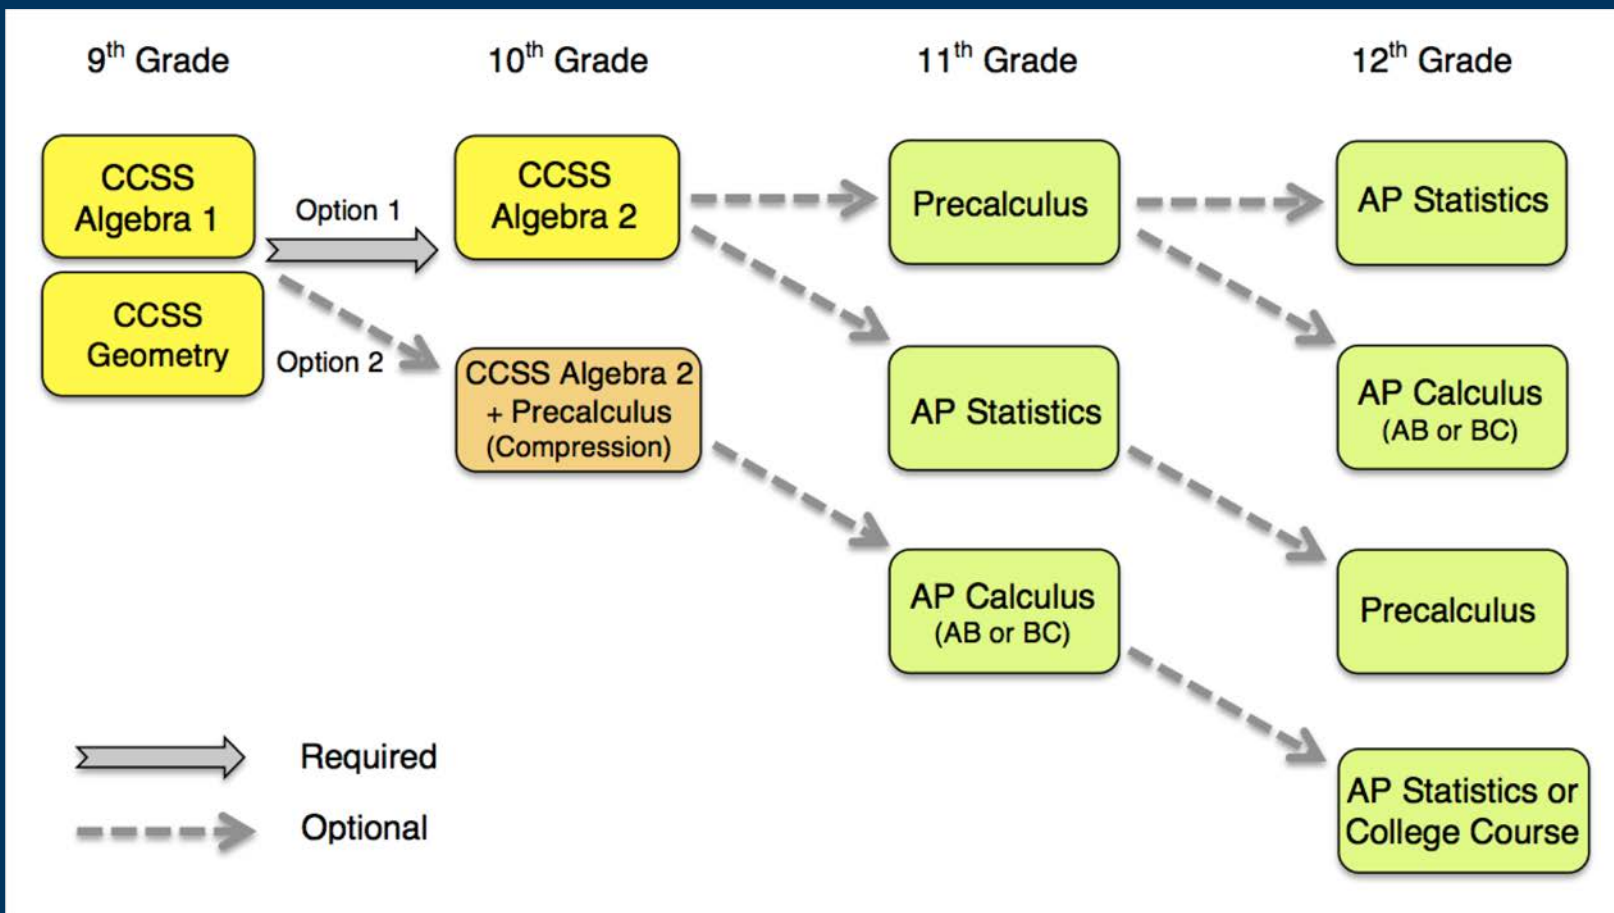 9th Grade
10th Grade
11th Grade
12th Grade
CCSS
Algebra 1
CCSS
Geometry
Option 1
Option 2
CCSS
Algebra 2
CCSS Algebra 2
+ Precalculus
(Compression)
Precalculus
AP Statistics
AP Calculus
(AB or BC)
AP Statistics
AP Calculus
(AB or BC)
Precalculus
AP Statistics or
College Course
Required
Optional